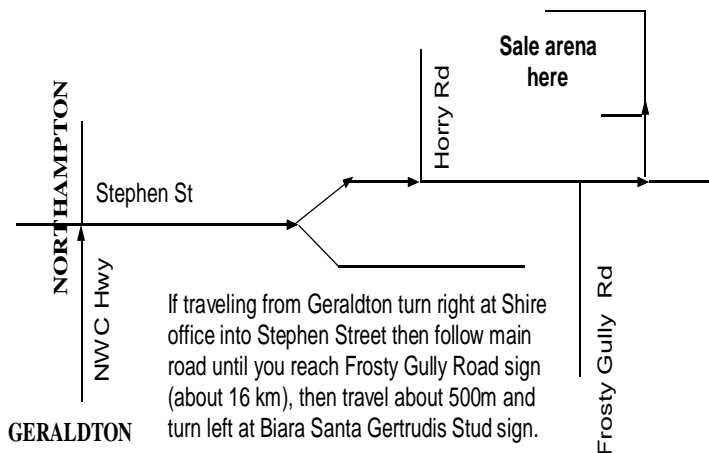 Sale arena
here
Horry Rd
NORTHAMPTON
Stephen St
NWC Hwy
If traveling from Geraldton turn right at Shire
office into Stephen Street then follow main
road until you reach Frosty Gully Road sign
(about 16 km), then travel about 500m and
turn left at Biara Santa Gertrudis Stud sign.
Frosty Gully Rd
GERALDTON